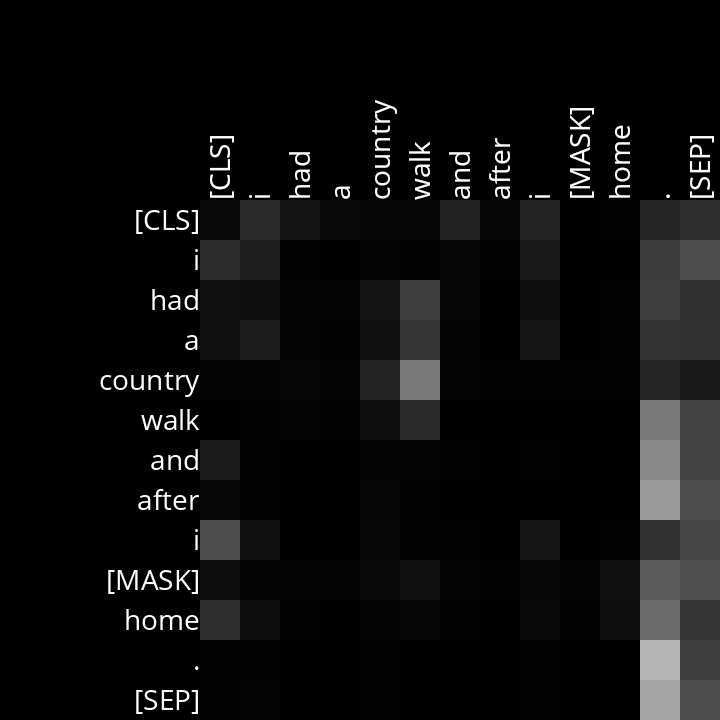 [CLS] i had a country walk and after i [MASK] home . [SEP]
[CLS]
i
had
a
country
walk
and
after
i
[MASK]
home
.
[SEP]